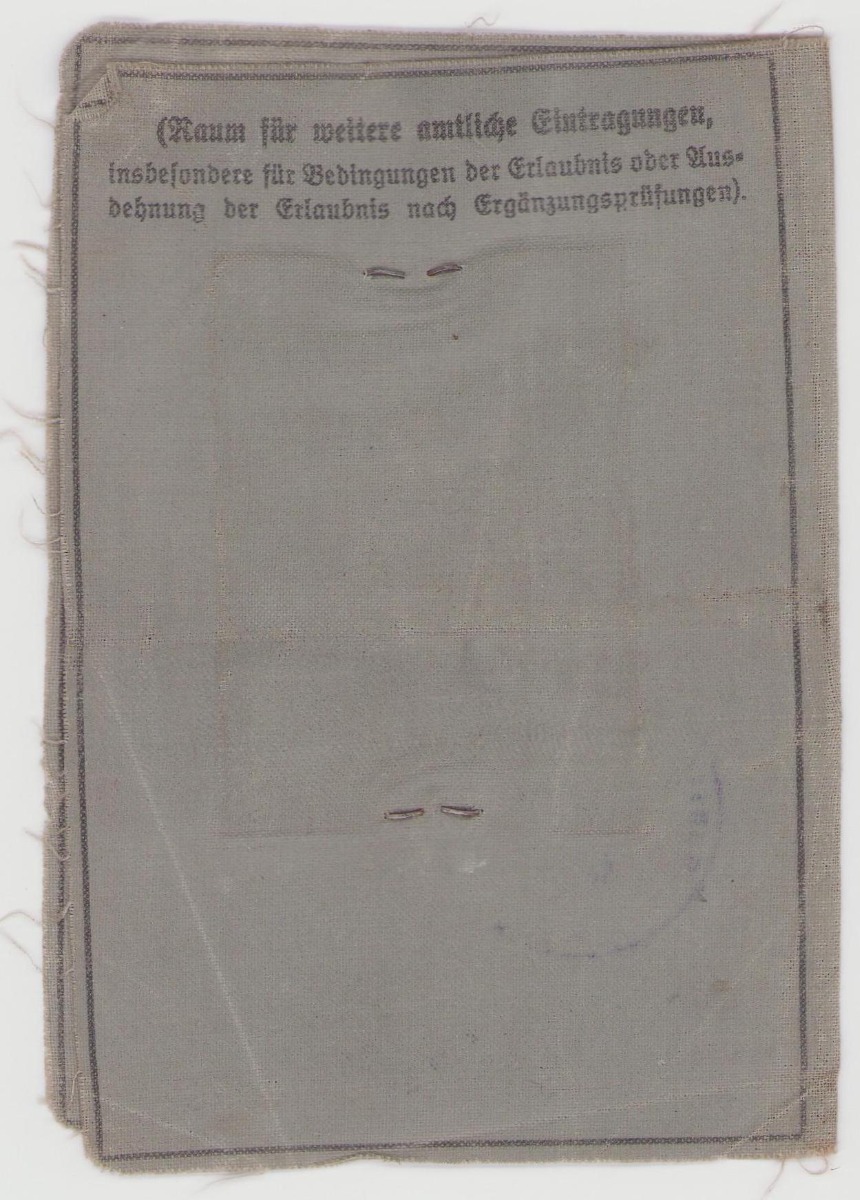 (Raum für weitere amtliche Eintragungen,
insbesondere für Bedingungen der Erlaubnis oder Aus-
dehnung der Erlaubnis nach Ergänzungsprüfungen).